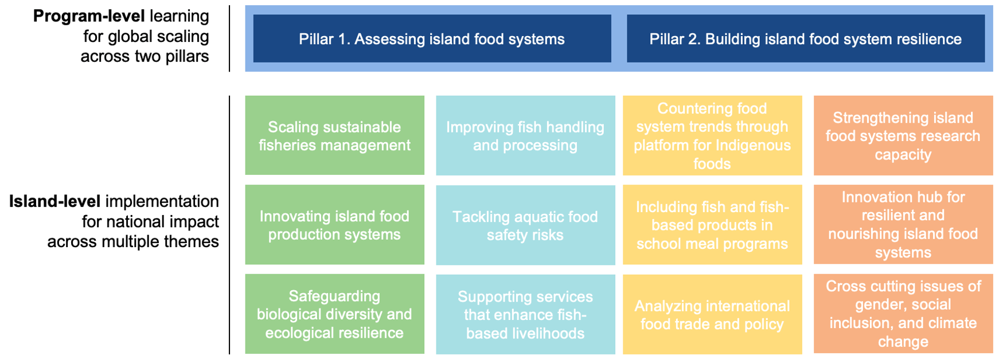 Program-level learning
for global scaling
across two pillars
Pillar 1. Assessing island food systems
Pillar 2. Building island food system resilience
Island-level implementation
for national impact
across multiple themes
Scaling sustainable
fisheries management
Improving fish handling
and processing
Countering food
system trends through
platform for Indigenous
foods
Strengthening island
food systems research
capacity
Innovating island food
production systems
Tackling aquatic food
safety risks
Including fish and fish-
based products in
school meal programs
Innovation hub for
resilient and
nourishing island food
systems
Safeguarding
biological diversity and
ecological resilience
Supporting services
that enhance fish-
based livelihoods
Analyzing international
food trade and policy
Cross cutting issues of
gender, social
inclusion, and climate
change